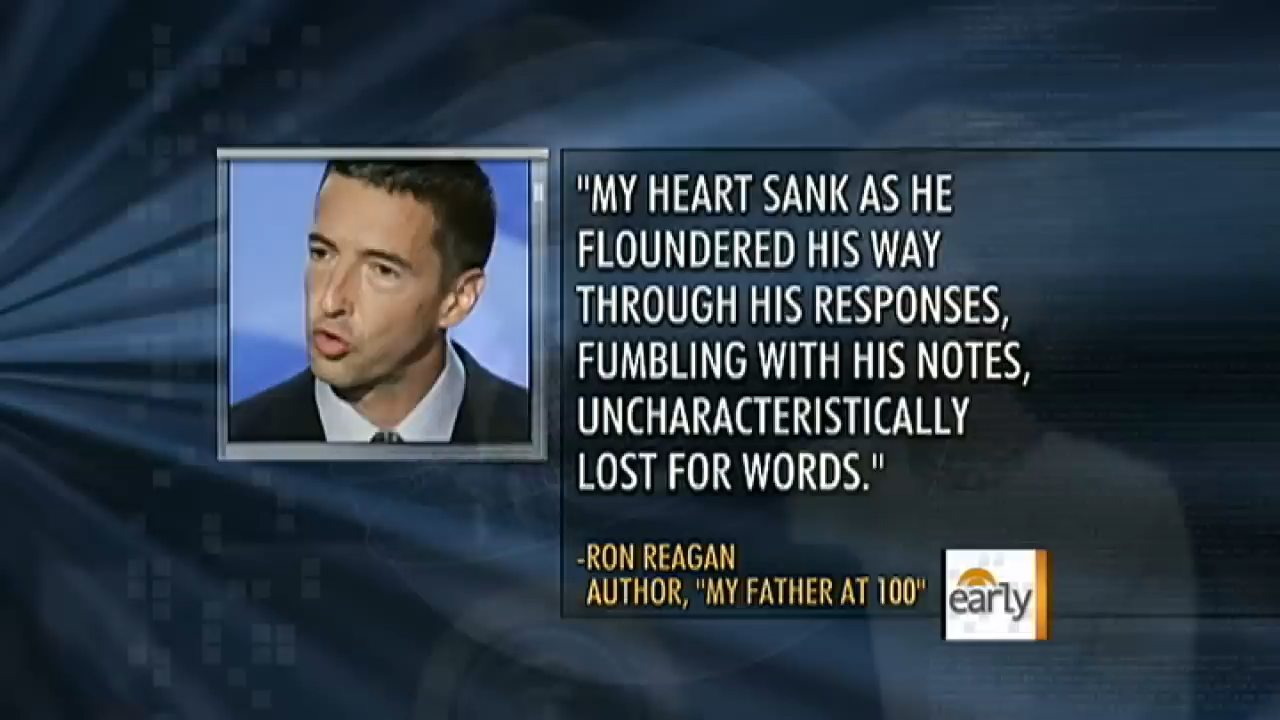 "MY HEART SANK AS HE
FLOUNDERED HIS WAY
THROUGH HIS RESPONSES,
FUMBLING WITH HIS NOTES,
UNCHARACTERISTICALLY
LOST FOR WORDS."
-RON REAGAN
AUTHOR, "MY FATHER AT 100"
early